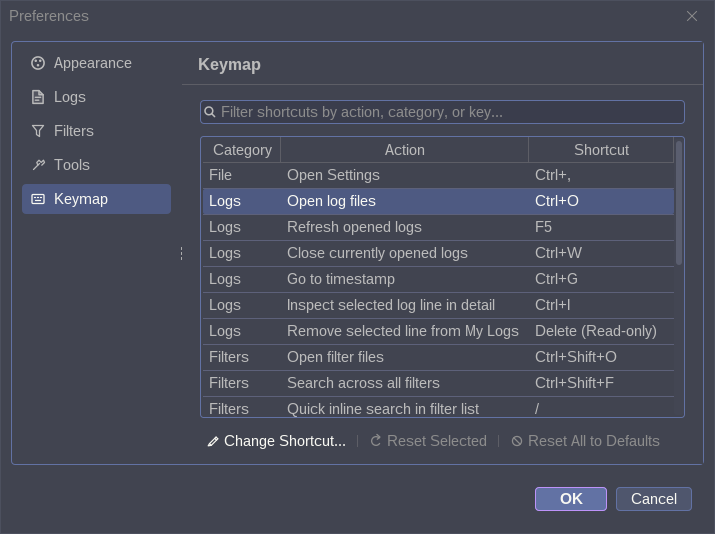 Preferences
Appearance
Logs
Filters
Tools
Keymap
Keymap
Filter shortcuts by action, category, or key...
Category Action Shortcut
File Open Settings Ctrl+,
Logs Open log files Ctrl+O
Logs Refresh opened logs F5
Logs Close currently opened logs Ctrl+W
Logs Go to timestamp Ctrl+G
Logs Inspect selected log line in detail Ctrl+I
Logs Remove selected line from My Logs Delete (Read-only)
Filters Open filter files Ctrl+Shift+O
Filters Search across all filters Ctrl+Shift+F
Filters Quick inline search in filter list /
Change Shortcut... Reset Selected Reset All to Defaults
OK Cancel